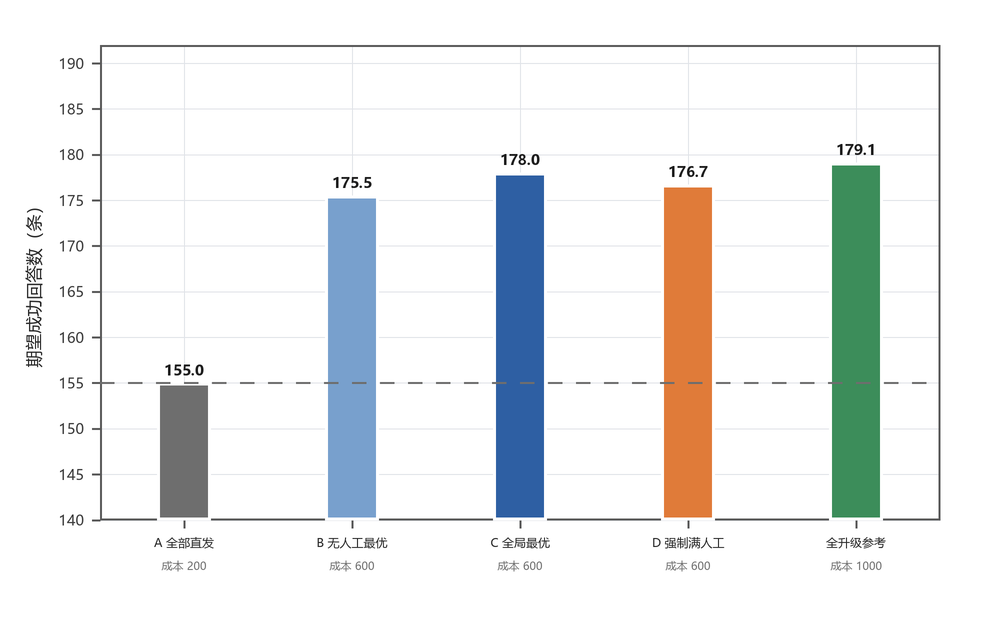 期望成功回答数（条）
190
185
180
175
170
165
160
155
150
145
140
155.0
175.5
178.0
176.7
179.1
A 全部直发
成本 200
B 无人工最优
成本 600
C 全局最优
成本 600
D 强制满人工
成本 600
全升级参考
成本 1000